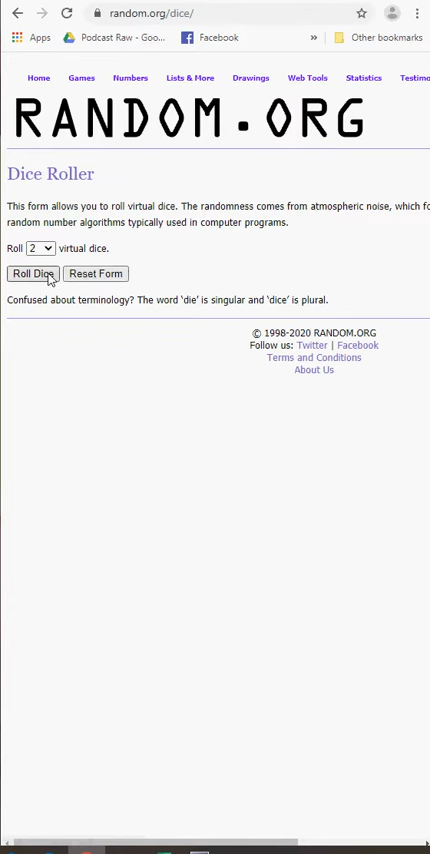 random.org/dice/
Apps Podcast Raw - Goo... Facebook » Other bookmarks
Home Games Numbers Lists & More Drawings Web Tools Statistics Testimo
RANDOM.ORG
Dice Roller
This form allows you to roll virtual dice. The randomness comes from atmospheric noise, which fo
random number algorithms typically used in computer programs.
Roll 2 virtual dice.
Roll Dice Reset Form
Confused about terminology? The word 'die' is singular and 'dice' is plural.
© 1998-2020 RANDOM.ORG
Follow us: Twitter | Facebook
Terms and Conditions
About Us